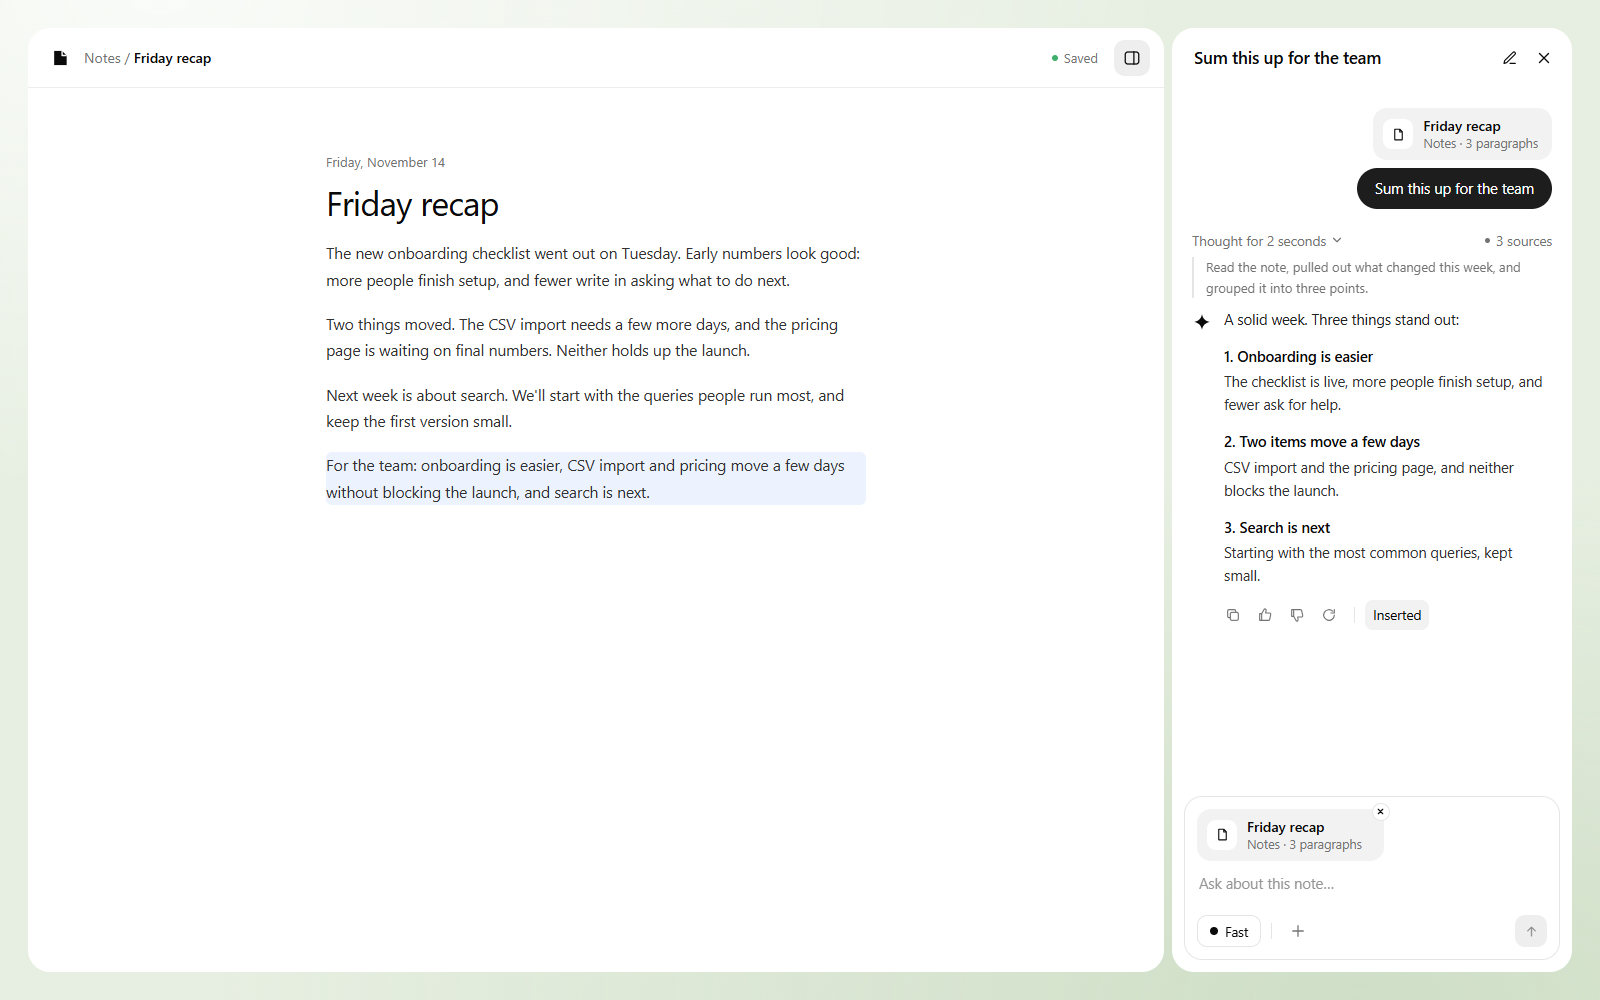 Notes / Friday recap
Saved
Friday, November 14
Friday recap
The new onboarding checklist went out on Tuesday. Early numbers look good:
more people finish setup, and fewer write in asking what to do next.
Two things moved. The CSV import needs a few more days, and the pricing
page is waiting on final numbers. Neither holds up the launch.
Next week is about search. We'll start with the queries people run most, and
keep the first version small.
For the team: onboarding is easier, CSV import and pricing move a few days
without blocking the launch, and search is next.
Sum this up for the team
Friday recap
Notes · 3 paragraphs
Sum this up for the team
Thought for 2 seconds
3 sources
Read the note, pulled out what changed this week, and
grouped it into three points.
A solid week. Three things stand out:
1. Onboarding is easier
The checklist is live, more people finish setup, and
fewer ask for help.
2. Two items move a few days
CSV import and the pricing page, and neither
blocks the launch.
3. Search is next
Starting with the most common queries, kept
small.
Inserted
Friday recap
Notes · 3 paragraphs
Ask about this note...
Fast